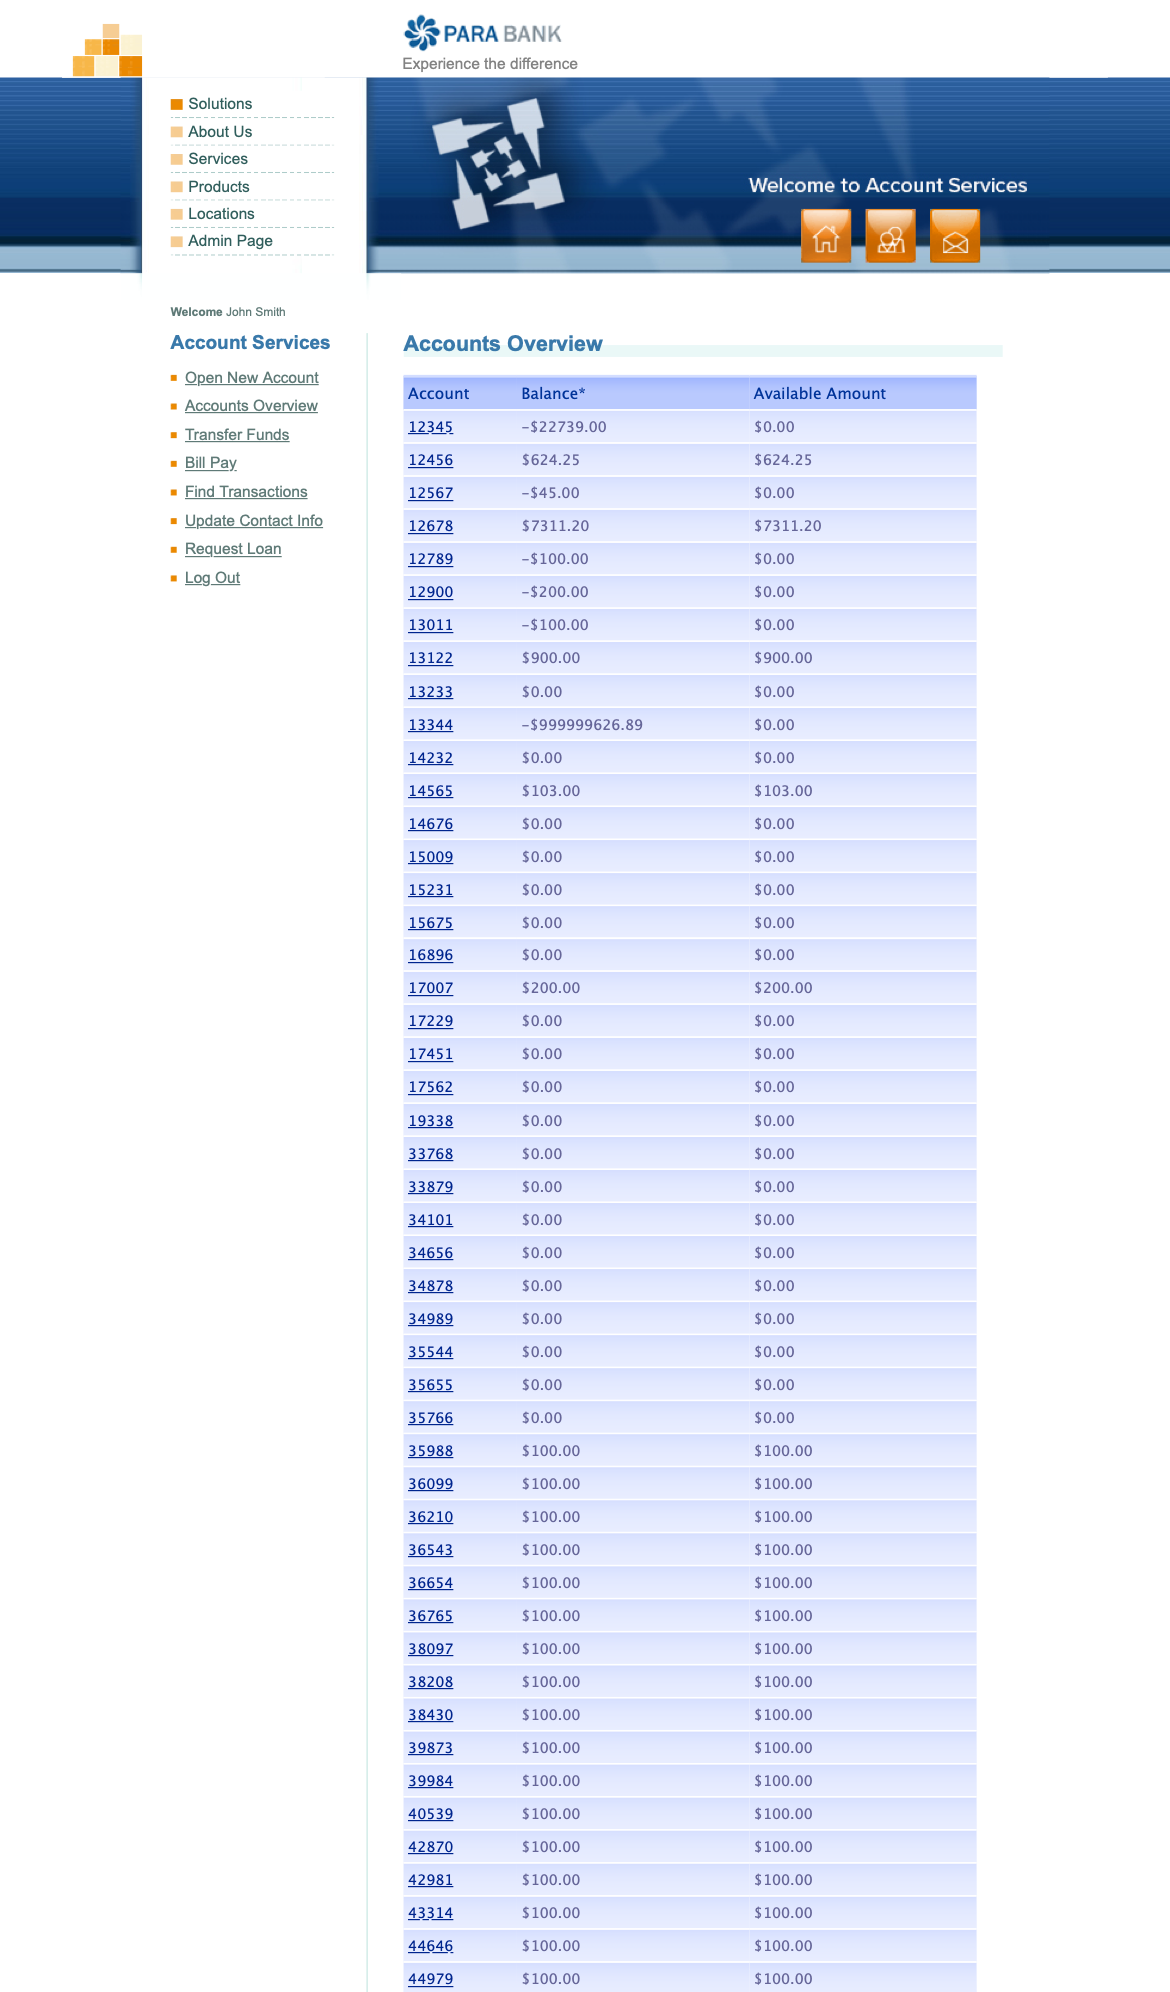 PARA BANK
Experience the difference
Solutions
About Us
Services
Products
Locations
Admin Page
Welcome to Account Services
Welcome John Smith
Account Services
Open New Account
Accounts Overview
Transfer Funds
Bill Pay
Find Transactions
Update Contact Info
Request Loan
Log Out
Accounts Overview
Account Balance* Available Amount
12345 -$22739.00 $0.00
12456 $624.25 $624.25
12567 -$45.00 $0.00
12678 $7311.20 $7311.20
12789 -$100.00 $0.00
12900 -$200.00 $0.00
13011 -$100.00 $0.00
13122 $900.00 $900.00
13233 $0.00 $0.00
13344 -$999999626.89 $0.00
14232 $0.00 $0.00
14565 $103.00 $103.00
14676 $0.00 $0.00
15009 $0.00 $0.00
15231 $0.00 $0.00
15675 $0.00 $0.00
16896 $0.00 $0.00
17007 $200.00 $200.00
17229 $0.00 $0.00
17451 $0.00 $0.00
17562 $0.00 $0.00
19338 $0.00 $0.00
33768 $0.00 $0.00
33879 $0.00 $0.00
34101 $0.00 $0.00
34656 $0.00 $0.00
34878 $0.00 $0.00
34989 $0.00 $0.00
35544 $0.00 $0.00
35655 $0.00 $0.00
35766 $0.00 $0.00
35988 $100.00 $100.00
36099 $100.00 $100.00
36210 $100.00 $100.00
36543 $100.00 $100.00
36654 $100.00 $100.00
36765 $100.00 $100.00
38097 $100.00 $100.00
38208 $100.00 $100.00
38430 $100.00 $100.00
39873 $100.00 $100.00
39984 $100.00 $100.00
40539 $100.00 $100.00
42870 $100.00 $100.00
42981 $100.00 $100.00
43314 $100.00 $100.00
44646 $100.00 $100.00
44979 $100.00 $100.00